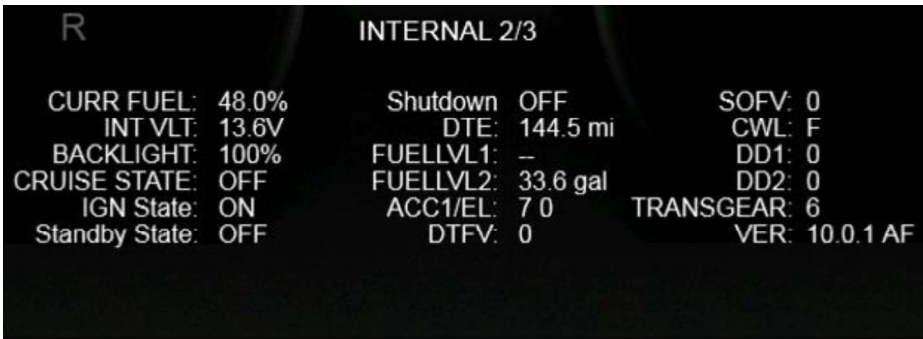 R INTERNAL 2/3
CURR FUEL: 48.0% Shutdown OFF SOFV: 0
INT VLT: 13.6V DTE: 144.5 mi CWL: F
BACKLIGHT: 100% FUELLVL1: -- DD1: 0
CRUISE STATE: OFF FUELLVL2: 33.6 gal DD2: 0
IGN State: ON ACC1/EL: 7 0 TRANSGEAR: 6
Standby State: OFF DTFV: 0 VER: 10.0.1 AF